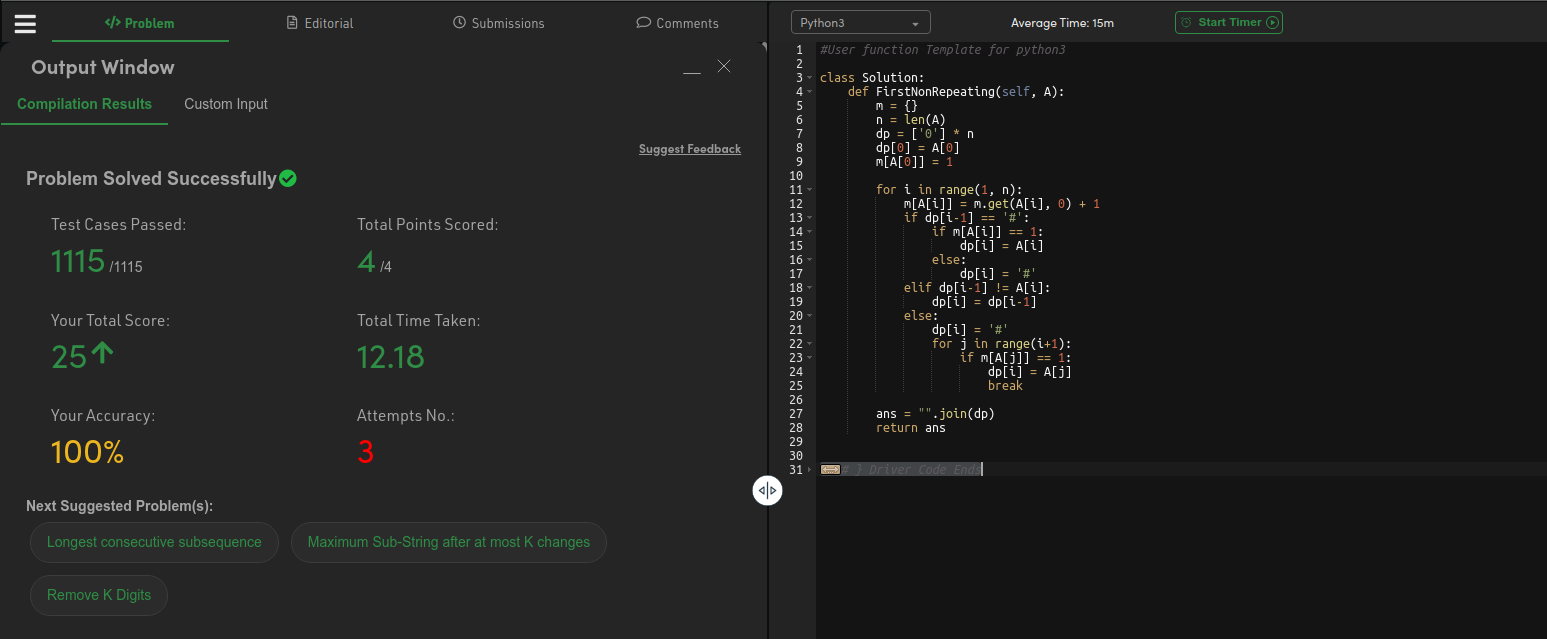 </> Problem
Editorial
Submissions
Comments
Output Window
Compilation Results
Custom Input
Suggest Feedback
Problem Solved Successfully
Test Cases Passed:
1115 /1115
Total Points Scored:
4 /4
Your Total Score:
25
Total Time Taken:
12.18
Your Accuracy:
100%
Attempts No.:
3
Next Suggested Problem(s):
Longest consecutive subsequence
Maximum Sub-String after at most K changes
Remove K Digits
Python3
Average Time: 15m
Start Timer
1 #User function Template for python3
2
3 class Solution:
4     def FirstNonRepeating(self, A):
5         m = {}
6         n = len(A)
7         dp = ['0'] * n
8         dp[0] = A[0]
9         m[A[0]] = 1
10
11         for i in range(1, n):
12             m[A[i]] = m.get(A[i], 0) + 1
13             if dp[i-1] == '#':
14                 if m[A[i]] == 1:
15                     dp[i] = A[i]
16                 else:
17                     dp[i] = '#'
18             elif dp[i-1] != A[i]:
19                 dp[i] = dp[i-1]
20             else:
21                 dp[i] = '#'
22                 for j in range(i+1):
23                     if m[A[j]] == 1:
24                         dp[i] = A[j]
25                         break
26
27         ans = "".join(dp)
28         return ans
29
30
31 # } Driver Code Ends